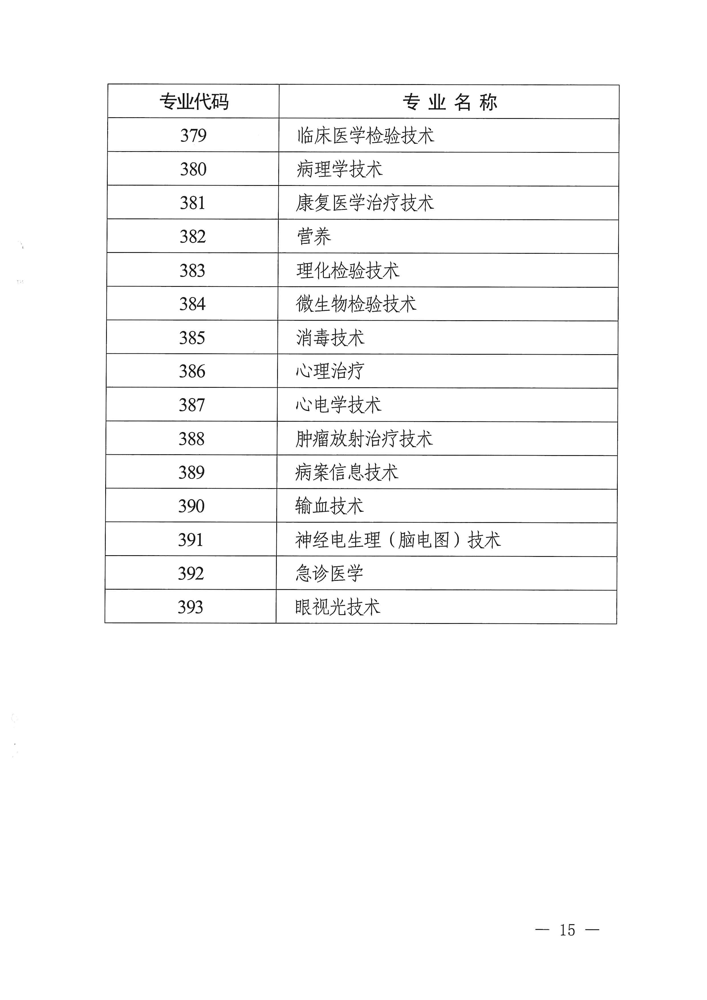 专业代码 专业名称
379 临床医学检验技术
380 病理学技术
381 康复医学治疗技术
382 营养
383 理化检验技术
384 微生物检验技术
385 消毒技术
386 心理治疗
387 心电学技术
388 肿瘤放射治疗技术
389 病案信息技术
390 输血技术
391 神经电生理（脑电图）技术
392 急诊医学
393 眼视光技术
— 15 —